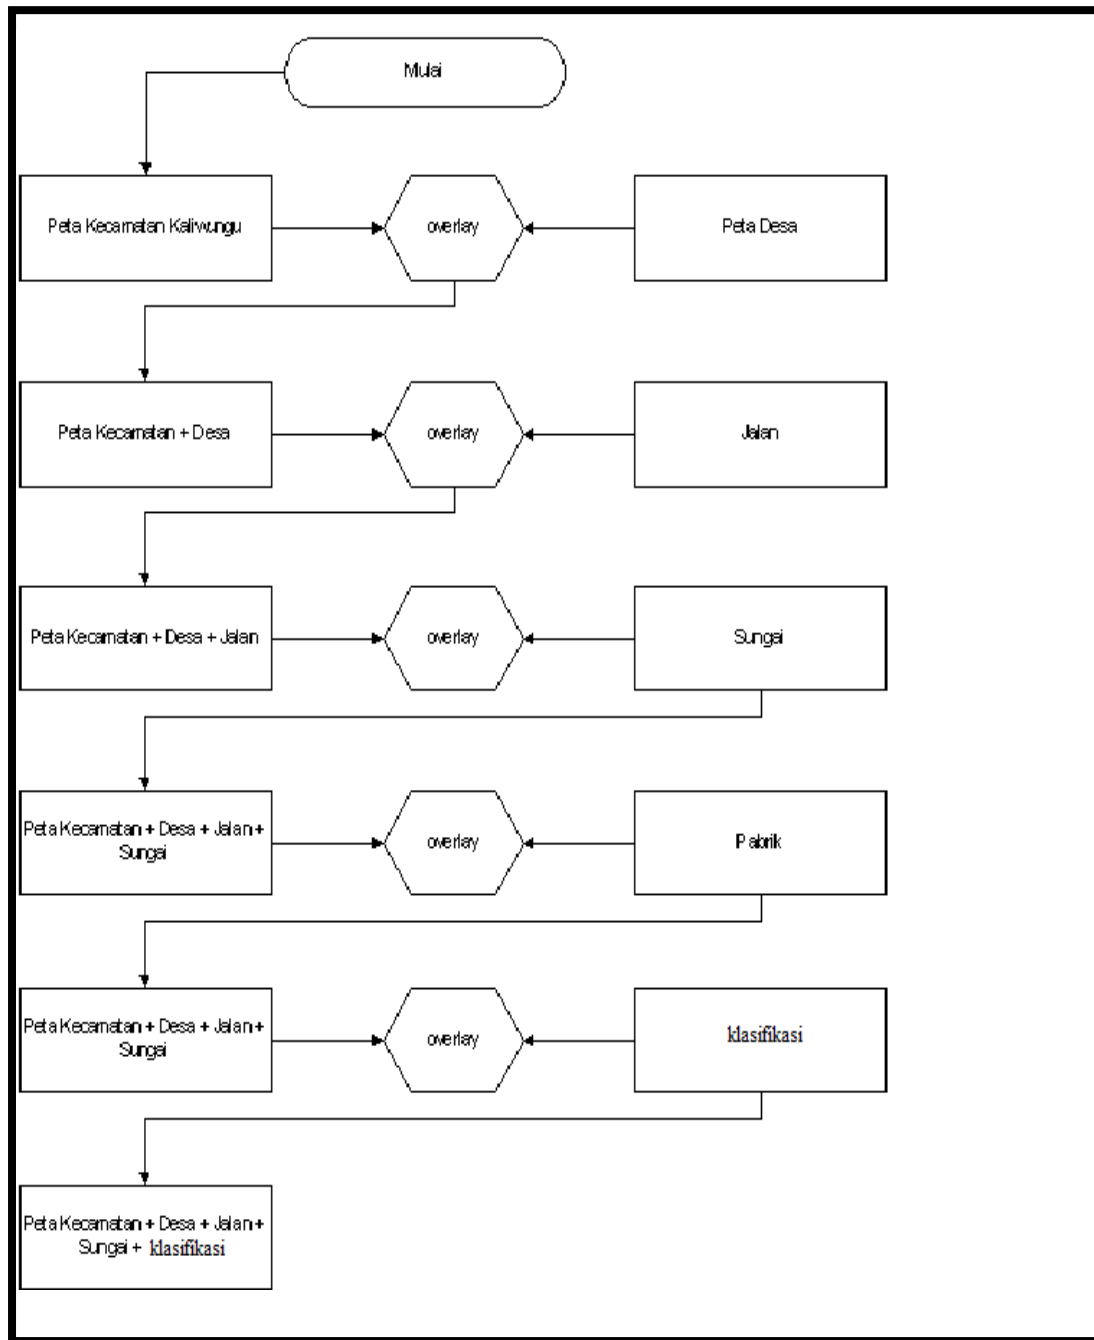 Mulai
Peta Kecamatan Kaliwungu
overlay
Peta Desa
Peta Kecamatan + Desa
overlay
Jalan
Peta Kecamatan + Desa + Jalan
overlay
Sungai
Peta Kecamatan + Desa + Jalan +
Sungai
overlay
Pabrik
Peta Kecamatan + Desa + Jalan +
Sungai
overlay
klasifikasi
Peta Kecamatan + Desa + Jalan +
Sungai + klasifikasi